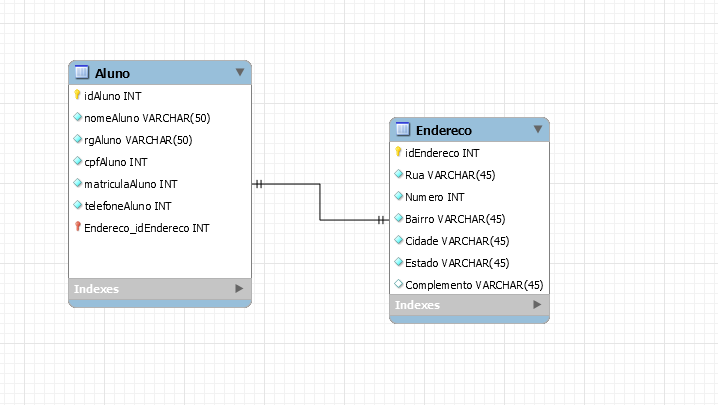 Aluno
idAluno INT
nomeAluno VARCHAR(50)
rgAluno VARCHAR(50)
cpfAluno INT
matriculaAluno INT
telefoneAluno INT
Endereco_idEndereco INT
Indexes
Endereco
idEndereco INT
Rua VARCHAR(45)
Numero INT
Bairro VARCHAR(45)
Cidade VARCHAR(45)
Estado VARCHAR(45)
Complemento VARCHAR(45)
Indexes